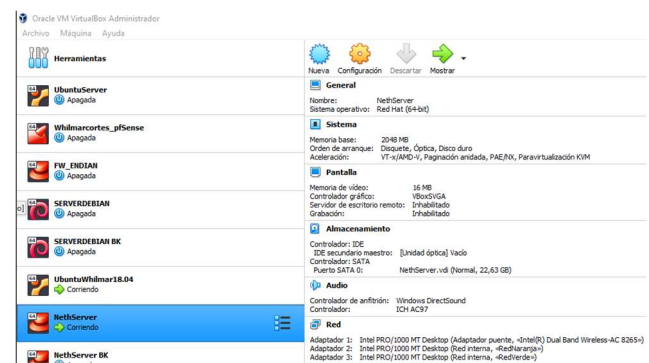 Oracle VM VirtualBox Administrador
Archivo Máquina Ayuda
Herramientas
Nueva Configuración Descartar Mostrar
UbuntuServer
Apagada
Whilmarcortes_pfSense
Apagada
FW_ENDIAN
Apagada
o]
SERVERDEBIAN
Apagada
SERVERDEBIAN BK
Apagada
UbuntuWhilmar18.04
Corriendo
NethServer
Corriendo
NethServer BK
General
Nombre: NethServer
Sistema operativo: Red Hat (64-bit)
Sistema
Memoria base: 2048 MB
Orden de arranque: Disquete, Óptica, Disco duro
Aceleración: VT-x/AMD-V, Paginación anidada, PAE/NX, Paravirtualización KVM
Pantalla
Memoria de vídeo: 16 MB
Controlador gráfico: VBoxSVGA
Servidor de escritorio remoto: Inhabilitado
Grabación: Inhabilitado
Almacenamiento
Controlador: IDE
IDE secundario maestro: [Unidad óptica] Vacío
Controlador: SATA
Puerto SATA 0: NethServer.vdi (Normal, 22,63 GB)
Audio
Controlador de anfitrión: Windows DirectSound
Controlador: ICH AC97
Red
Adaptador 1: Intel PRO/1000 MT Desktop (Adaptador puente, «Intel(R) Dual Band Wireless-AC 8265»)
Adaptador 2: Intel PRO/1000 MT Desktop (Red interna, «RedNaranja»)
Adaptador 3: Intel PRO/1000 MT Desktop (Red interna, «RedVerde»)